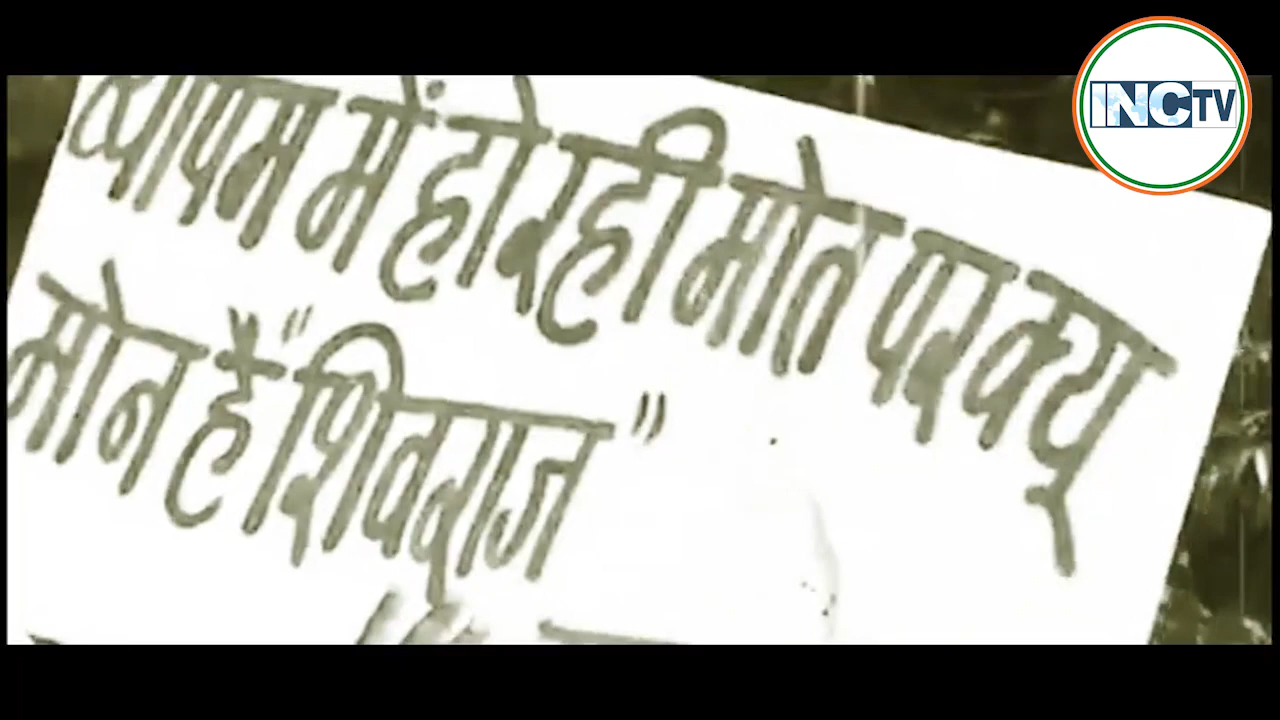 INCTV
व्यापम में हो रही मोत पर क्यू
मोन है "शिवराज"